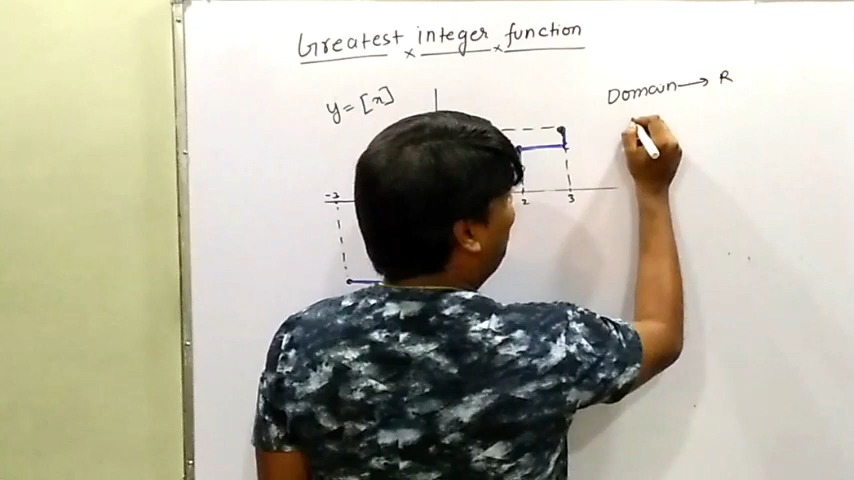 Greatest integer function
x x
y = [x]
Domain → R
-3 2 3